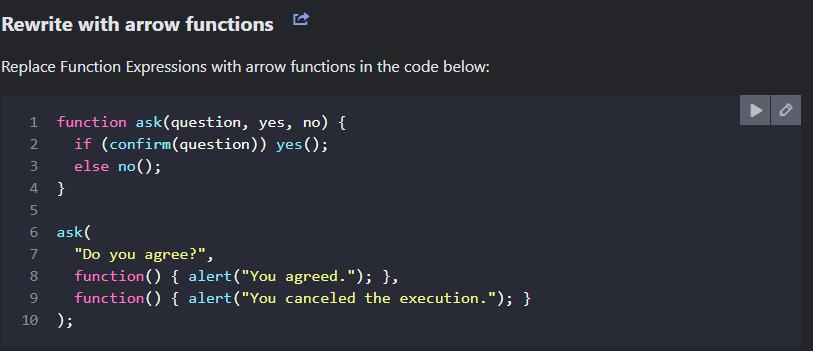 Rewrite with arrow functions
Replace Function Expressions with arrow functions in the code below:
1 function ask(question, yes, no) {
2   if (confirm(question)) yes();
3   else no();
4 }
5
6 ask(
7   "Do you agree?",
8   function() { alert("You agreed."); },
9   function() { alert("You canceled the execution."); }
10 );